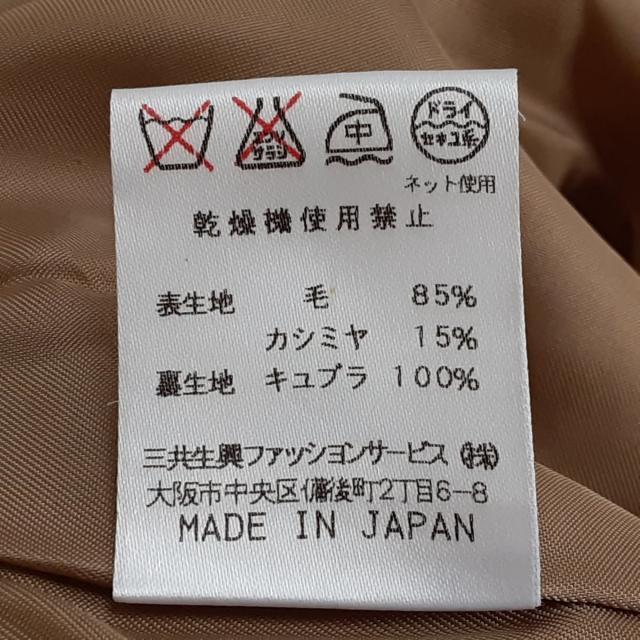 エンソ
サラシ
中
ドライ
セキユ系
ネット使用
乾燥機使用禁止
表生地 毛 85%
カシミヤ 15%
裏生地 キュプラ 100%
三共生興ファッションサービス(株)
大阪市中央区備後町2丁目6-8
MADE IN JAPAN